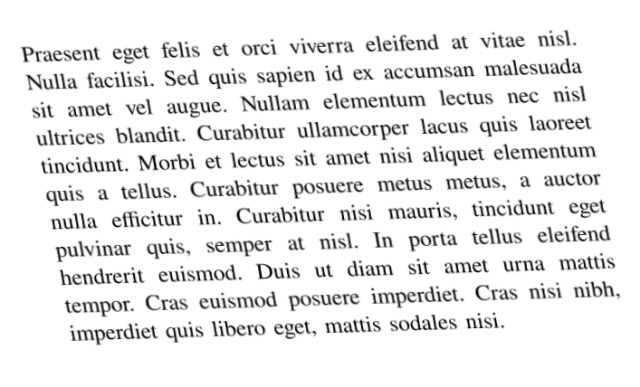 Praesent eget felis et orci viverra eleifend at vitae nisl.
Nulla facilisi. Sed quis sapien id ex accumsan malesuada
sit amet vel augue. Nullam elementum lectus nec nisl
ultrices blandit. Curabitur ullamcorper lacus quis laoreet
tincidunt. Morbi et lectus sit amet nisi aliquet elementum
quis a tellus. Curabitur posuere metus metus, a auctor
nulla efficitur in. Curabitur nisi mauris, tincidunt eget
pulvinar quis, semper at nisl. In porta tellus eleifend
hendrerit euismod. Duis ut diam sit amet urna mattis
tempor. Cras euismod posuere imperdiet. Cras nisi nibh,
imperdiet quis libero eget, mattis sodales nisi.